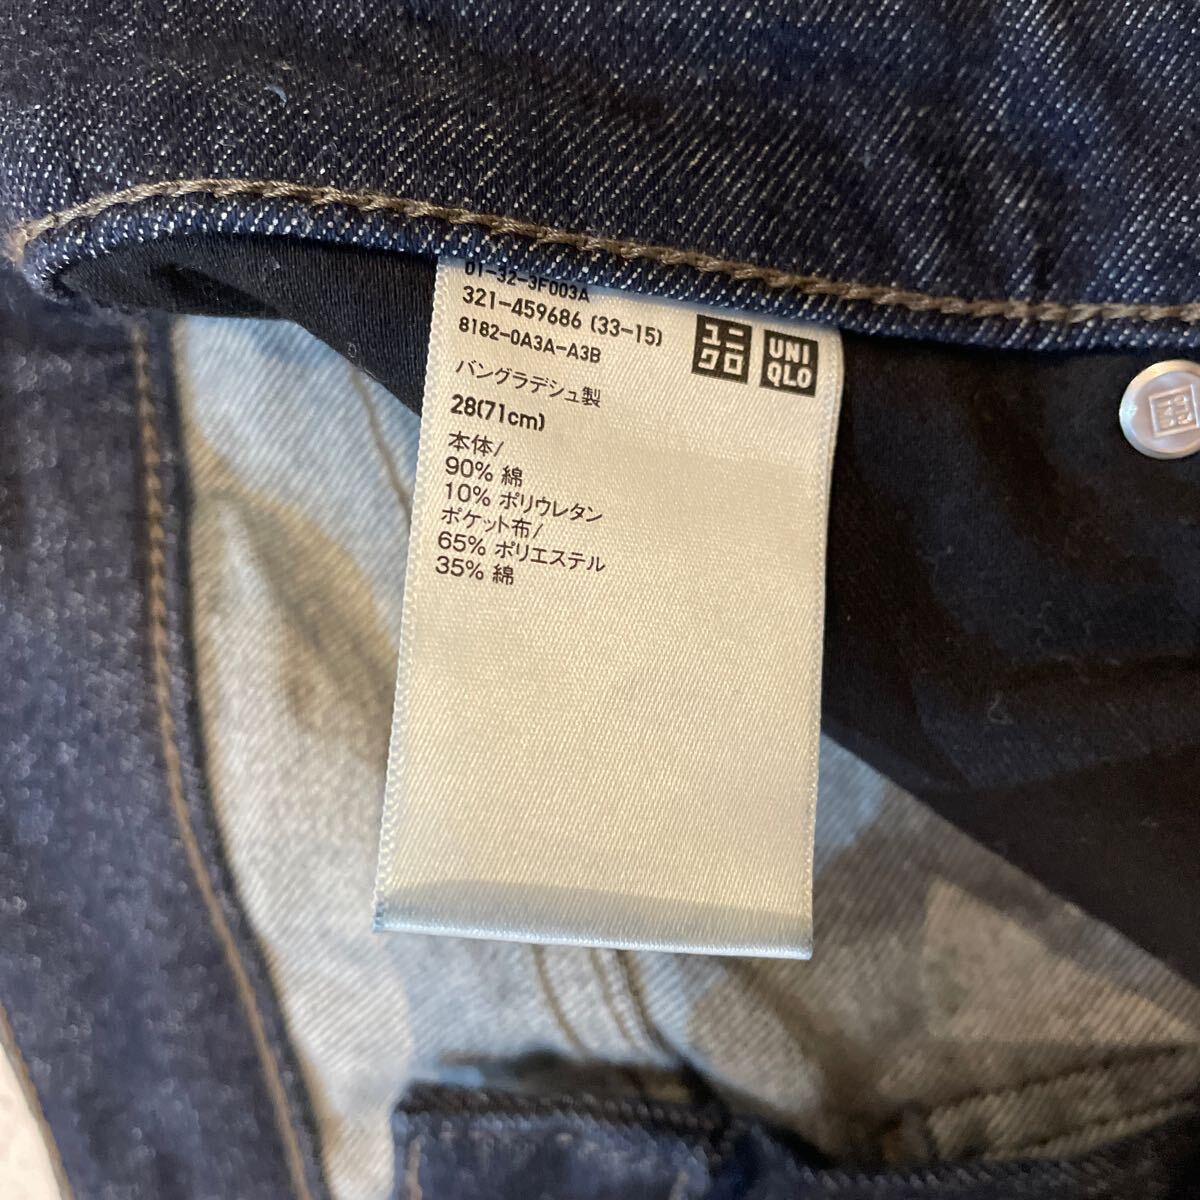 01-32-3F003A
321-459686 (33-15)
8182-0A3A-A3B
バングラデシュ製
28(71cm)
本体/
90% 綿
10% ポリウレタン
ポケット布/
65% ポリエステル
35% 綿
ユニ
クロ
UNI
QLO